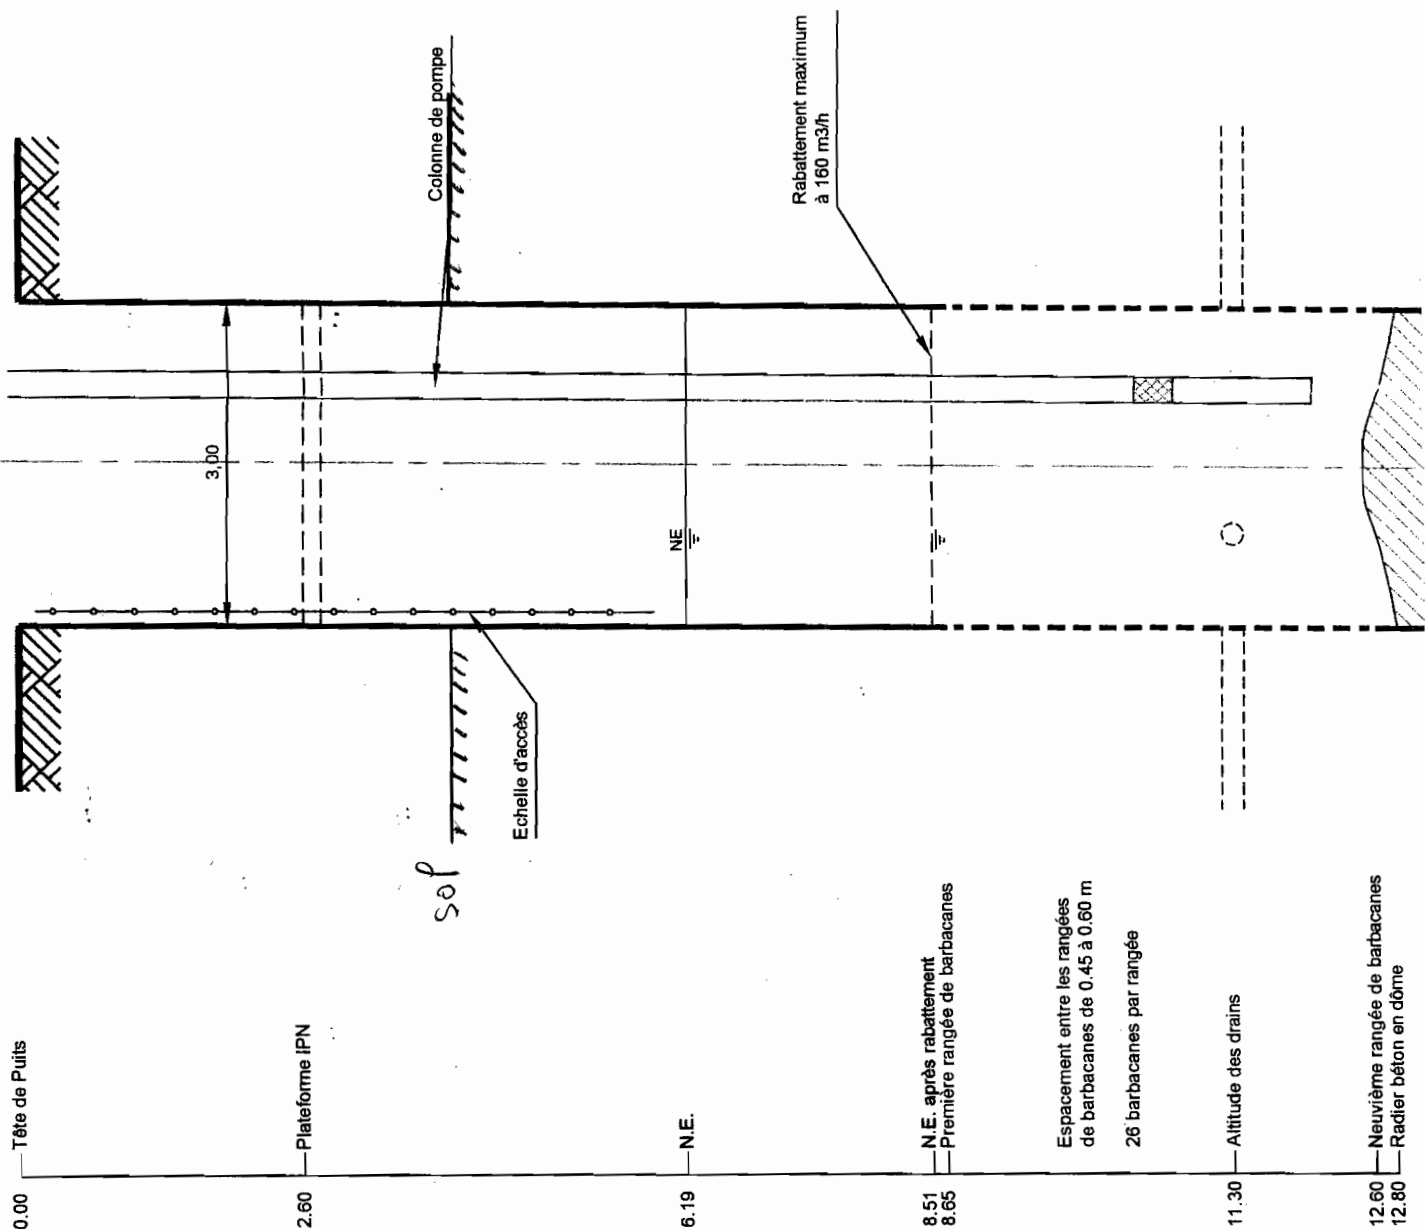 0.00 Tête de Puits
2.60 Plateforme IPN
6.19 N.E.
8.51 N.E. après rabattement
8.65 Première rangée de barbacanes
Espacement entre les rangées
de barbacanes de 0.45 à 0.60 m
26 barbacanes par rangée
11.30 Altitude des drains
12.60 Neuvième rangée de barbacanes
12.80 Radier béton en dôme
sol
Echelle d'accès
3,00
NE
Colonne de pompe
Rabattement maximum
à 160 m3/h